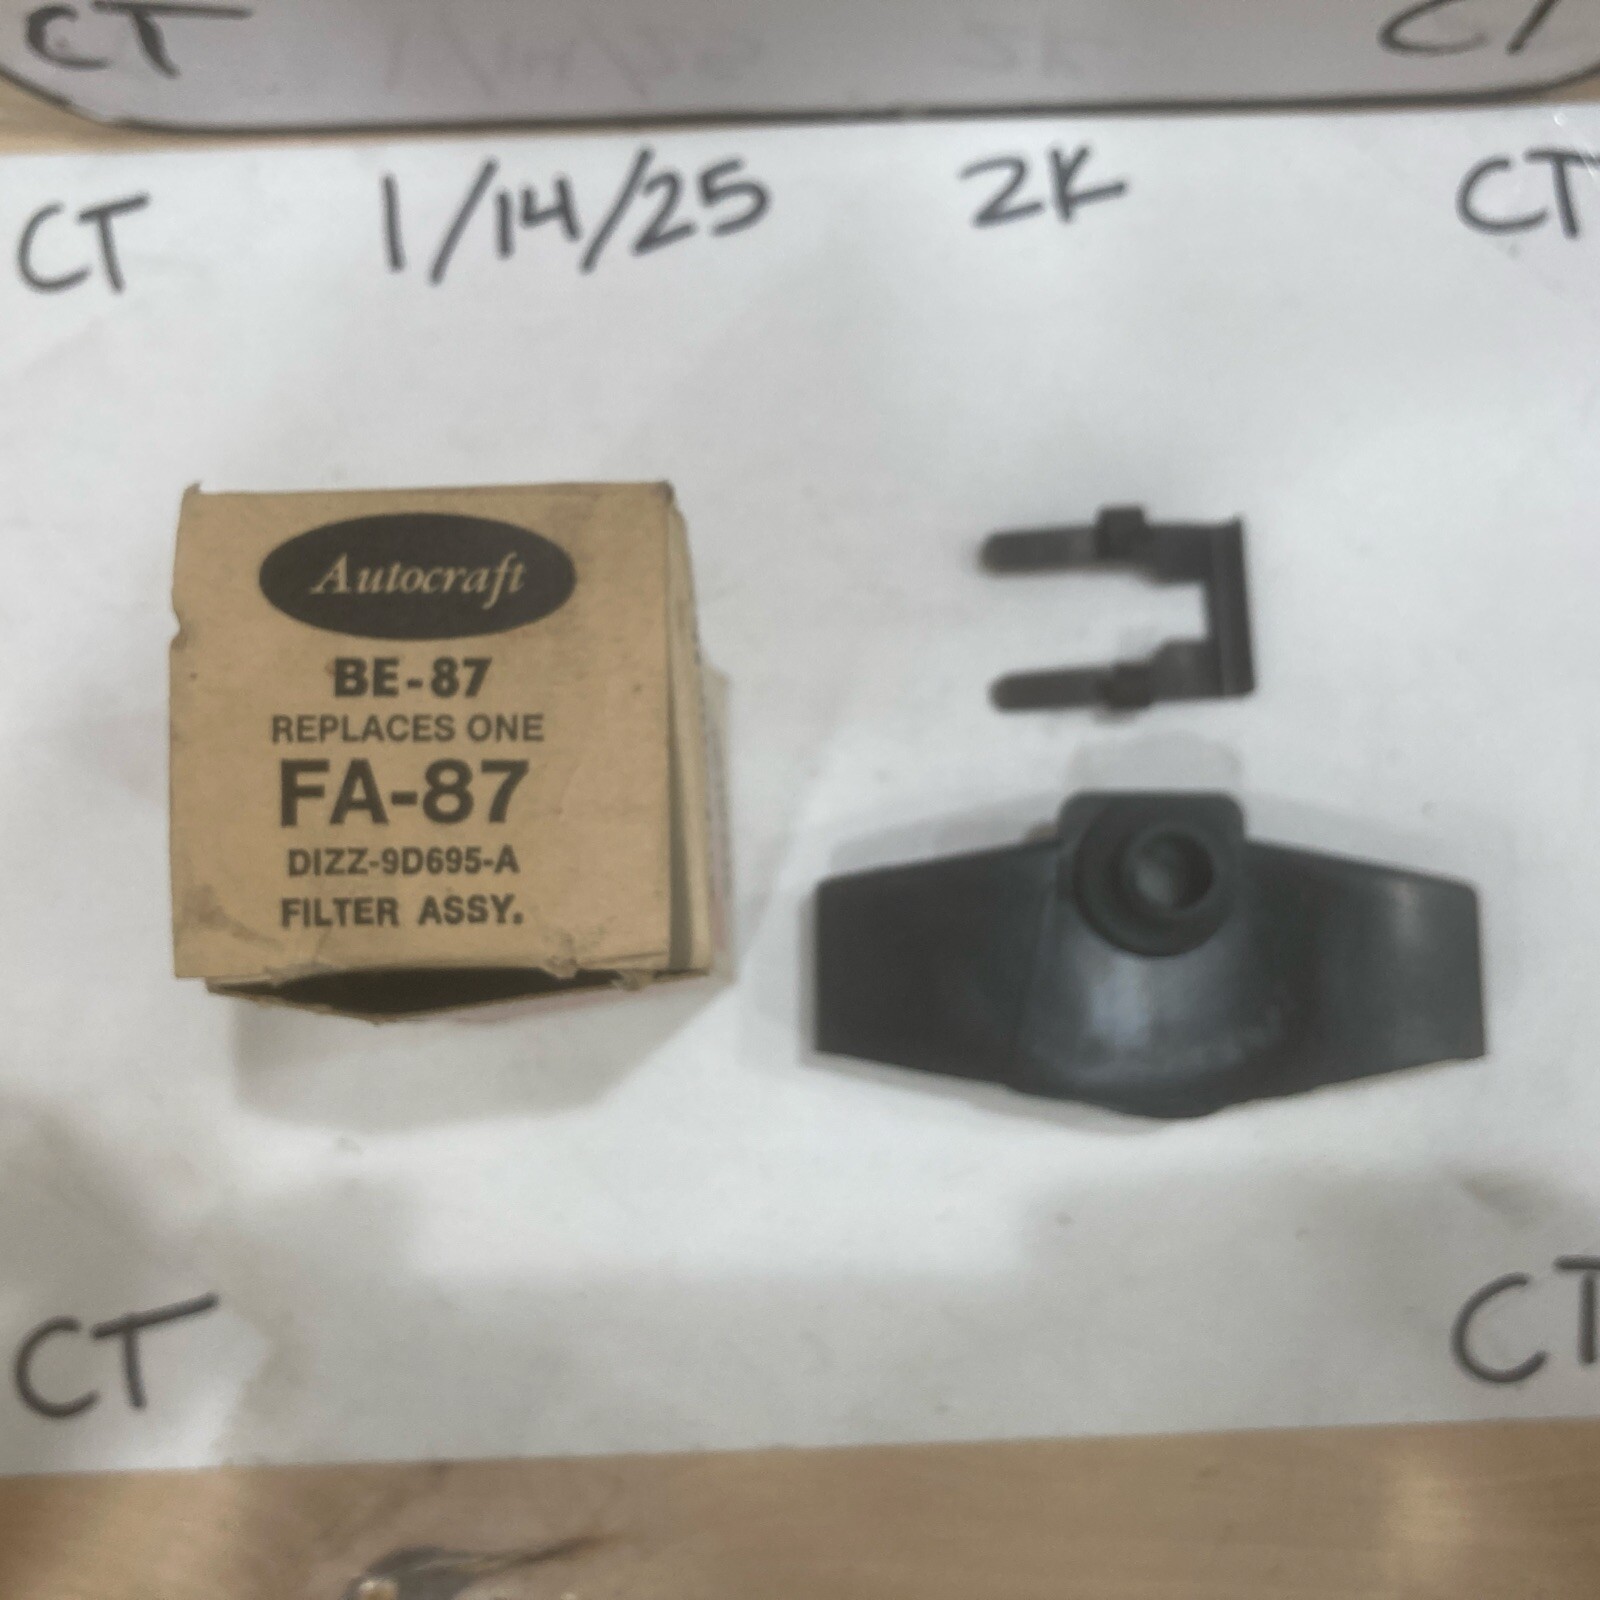 CT CT
CT 1/14/25 2K CT
Autocraft
BE-87
REPLACES ONE
FA-87
DIZZ-9D695-A
FILTER ASSY.
CT CT